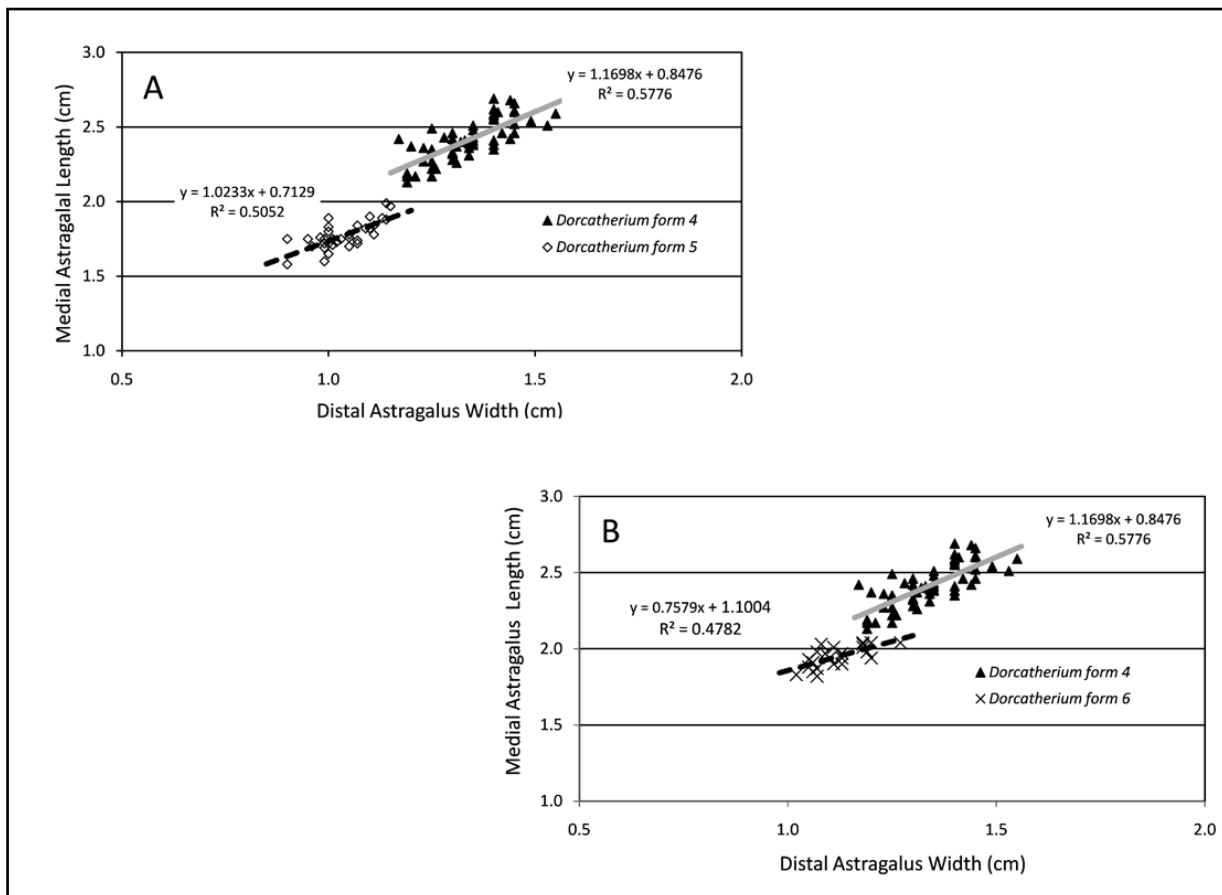 A
3.0
2.5
2.0
1.5
1.0
Medial Astragalal Length (cm)
y = 1.1698x + 0.8476
R² = 0.5776
y = 1.0233x + 0.7129
R² = 0.5052
Dorcatherium form 4
Dorcatherium form 5
0.5 1.0 1.5 2.0
Distal Astragalus Width (cm)
B
3.0
2.5
2.0
1.5
1.0
Medial Astragalus Length (cm)
y = 1.1698x + 0.8476
R² = 0.5776
y = 0.7579x + 1.1004
R² = 0.4782
Dorcatherium form 4
Dorcatherium form 6
0.5 1.0 1.5 2.0
Distal Astragalus Width (cm)